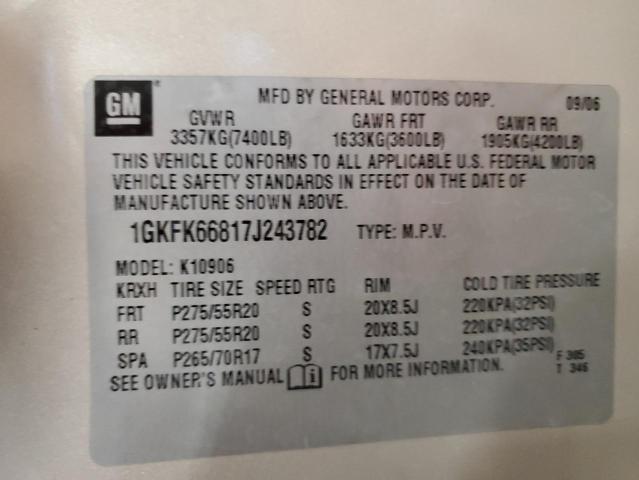 GM MFD BY GENERAL MOTORS CORP. 09/06
GVWR GAWR FRT GAWR RR
3357KG(7400LB) 1633KG(3600LB) 1905KG(4200LB)
THIS VEHICLE CONFORMS TO ALL APPLICABLE U.S. FEDERAL MOTOR
VEHICLE SAFETY STANDARDS IN EFFECT ON THE DATE OF
MANUFACTURE SHOWN ABOVE.
1GKFK66817J243782 TYPE: M.P.V.
MODEL: K10906
KRXH TIRE SIZE SPEED RTG RIM COLD TIRE PRESSURE
FRT P275/55R20 S 20X8.5J 220KPA(32PSI)
RR P275/55R20 S 20X8.5J 220KPA(32PSI)
SPA P265/70R17 S 17X7.5J 240KPA(35PSI)
F 305
SEE OWNER'S MANUAL i FOR MORE INFORMATION. T 346